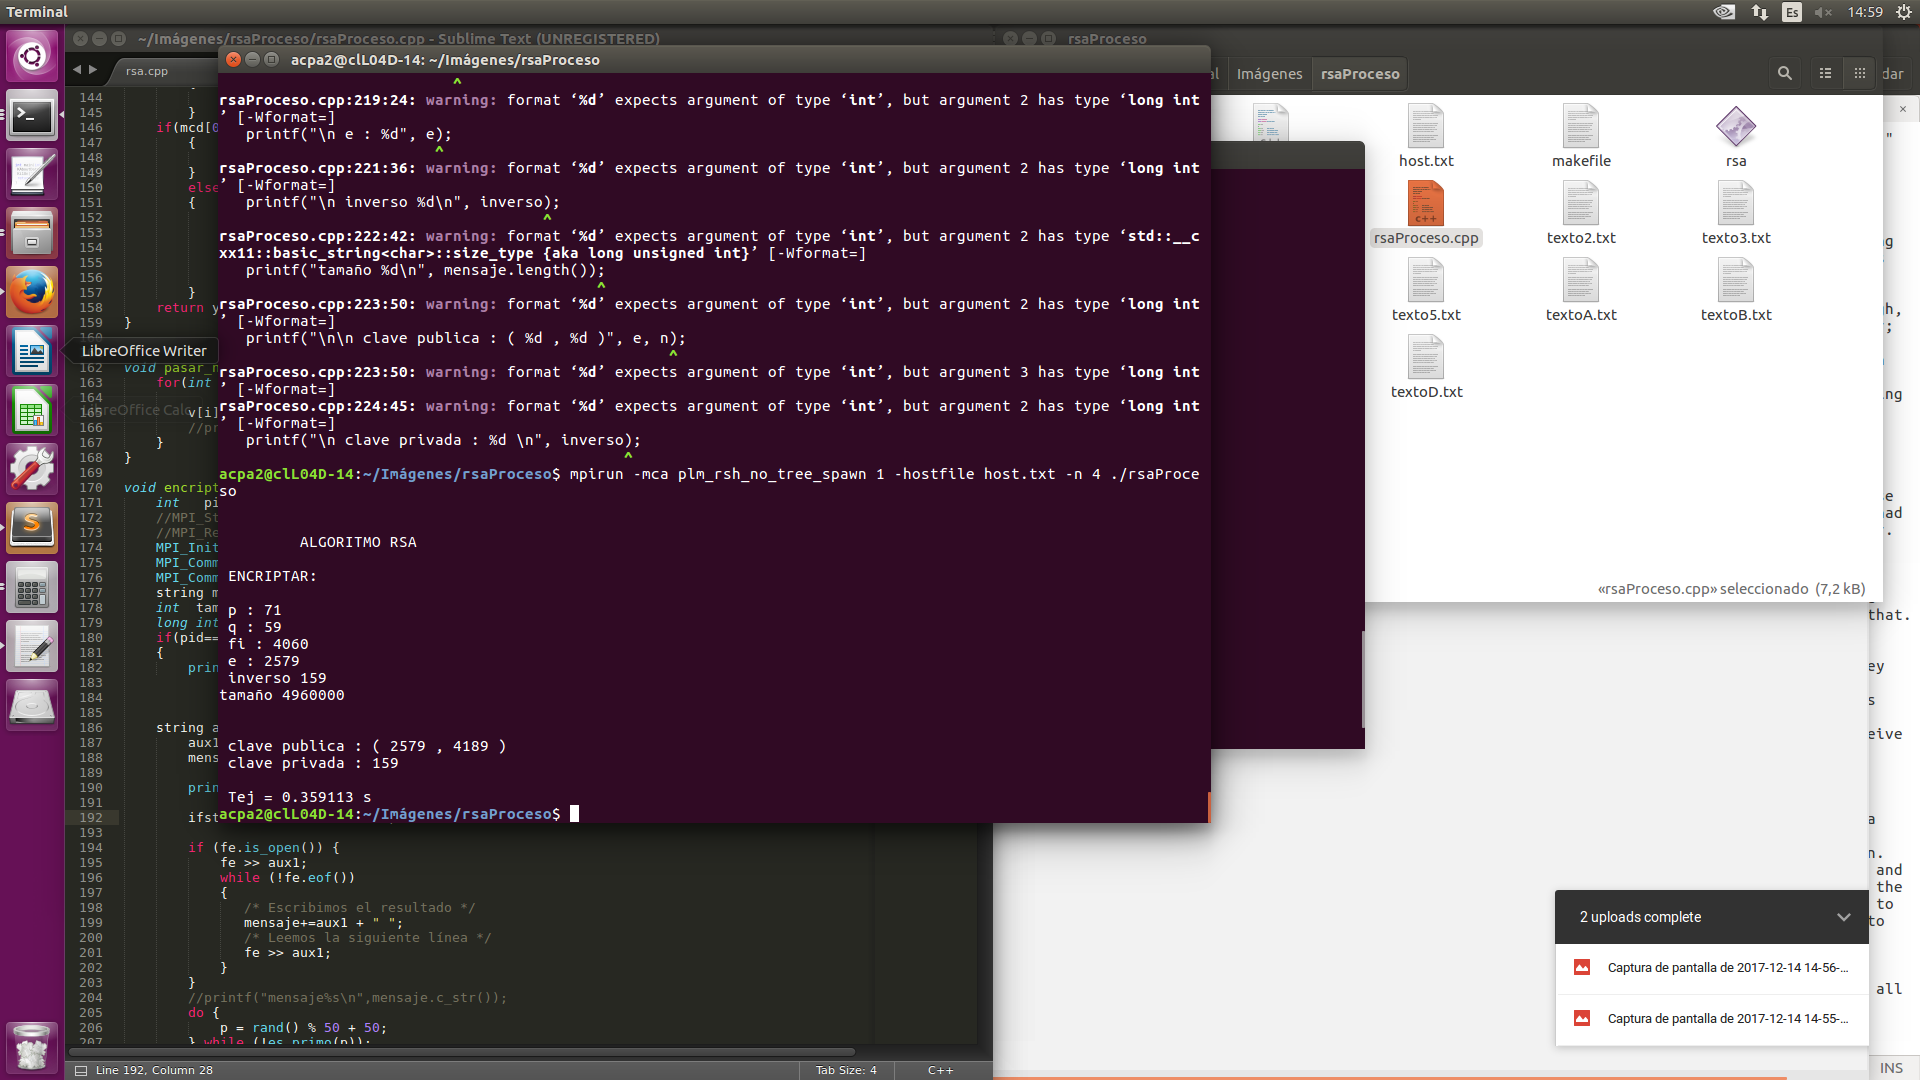 Terminal
Es
14:59
~/Imágenes/rsaProceso/rsaProceso.cpp - Sublime Text (UNREGISTERED)
rsaProceso
acpa2@clL04D-14: ~/Imágenes/rsaProceso
rsa.cpp
al
Imágenes
rsaProceso
dar
^
rsaProceso.cpp:219:24: warning: format ‘%d’ expects argument of type ‘int’, but argument 2 has type ‘long int
’ [-Wformat=]
printf("\n e : %d", e);
^
rsaProceso.cpp:221:36: warning: format ‘%d’ expects argument of type ‘int’, but argument 2 has type ‘long int
’ [-Wformat=]
printf("\n inverso %d\n", inverso);
^
rsaProceso.cpp:222:42: warning: format ‘%d’ expects argument of type ‘int’, but argument 2 has type ‘std::__c
xx11::basic_string<char>::size_type {aka long unsigned int}’ [-Wformat=]
printf("tamaño %d\n", mensaje.length());
^
rsaProceso.cpp:223:50: warning: format ‘%d’ expects argument of type ‘int’, but argument 2 has type ‘long int
’ [-Wformat=]
printf("\n\n clave publica : ( %d , %d )", e, n);
^
rsaProceso.cpp:223:50: warning: format ‘%d’ expects argument of type ‘int’, but argument 3 has type ‘long int
’ [-Wformat=]
rsaProceso.cpp:224:45: warning: format ‘%d’ expects argument of type ‘int’, but argument 2 has type ‘long int
’ [-Wformat=]
printf("\n clave privada : %d \n", inverso);
^
acpa2@clL04D-14:~/Imágenes/rsaProceso$ mpirun -mca plm_rsh_no_tree_spawn 1 -hostfile host.txt -n 4 ./rsaProce
so
ALGORITMO RSA
ENCRIPTAR:
p : 71
q : 59
fi : 4060
e : 2579
inverso 159
tamaño 4960000
clave publica : ( 2579 , 4189 )
clave privada : 159
Tej = 0.359113 s
acpa2@clL04D-14:~/Imágenes/rsaProceso$
LibreOffice Writer
LibreOffice Calc
144
145 }
146 if(mcd[0
147 {
148
149 }
150 else
151 {
152
153
154
155
156
157 }
158 return y
159 }
162 void pasar_n
163 for(int
164
165 v[i]
166 //pr
167 }
168 }
169
170 void encript
171 int pi
172 //MPI_St
173 //MPI_Re
174 MPI_Init
175 MPI_Comm
176 MPI_Comm
177 string m
178 int tam
179 long int
180 if(pid==
181 {
182 prin
183
184
185
186 string a
187 aux1
188 mens
189
190 prin
191
192 ifst
193
194 if (fe.is_open()) {
195 fe >> aux1;
196 while (!fe.eof())
197 {
198 /* Escribimos el resultado */
199 mensaje+=aux1 + " ";
200 /* Leemos la siguiente línea */
201 fe >> aux1;
202 }
203 }
204 //printf("mensaje%s\n",mensaje.c_str());
205 do {
206 p = rand() % 50 + 50;
207 } while (!es_primo(p));
Line 192, Column 28
Tab Size: 4
C++
host.txt
makefile
rsa
rsaProceso.cpp
texto2.txt
texto3.txt
texto5.txt
textoA.txt
textoB.txt
textoD.txt
«rsaProceso.cpp» seleccionado (7,2 kB)
that.
ey
s
eive
a
n.
and
the
to
to
all
2 uploads complete
Captura de pantalla de 2017-12-14 14-56-...
Captura de pantalla de 2017-12-14 14-55-...
INS